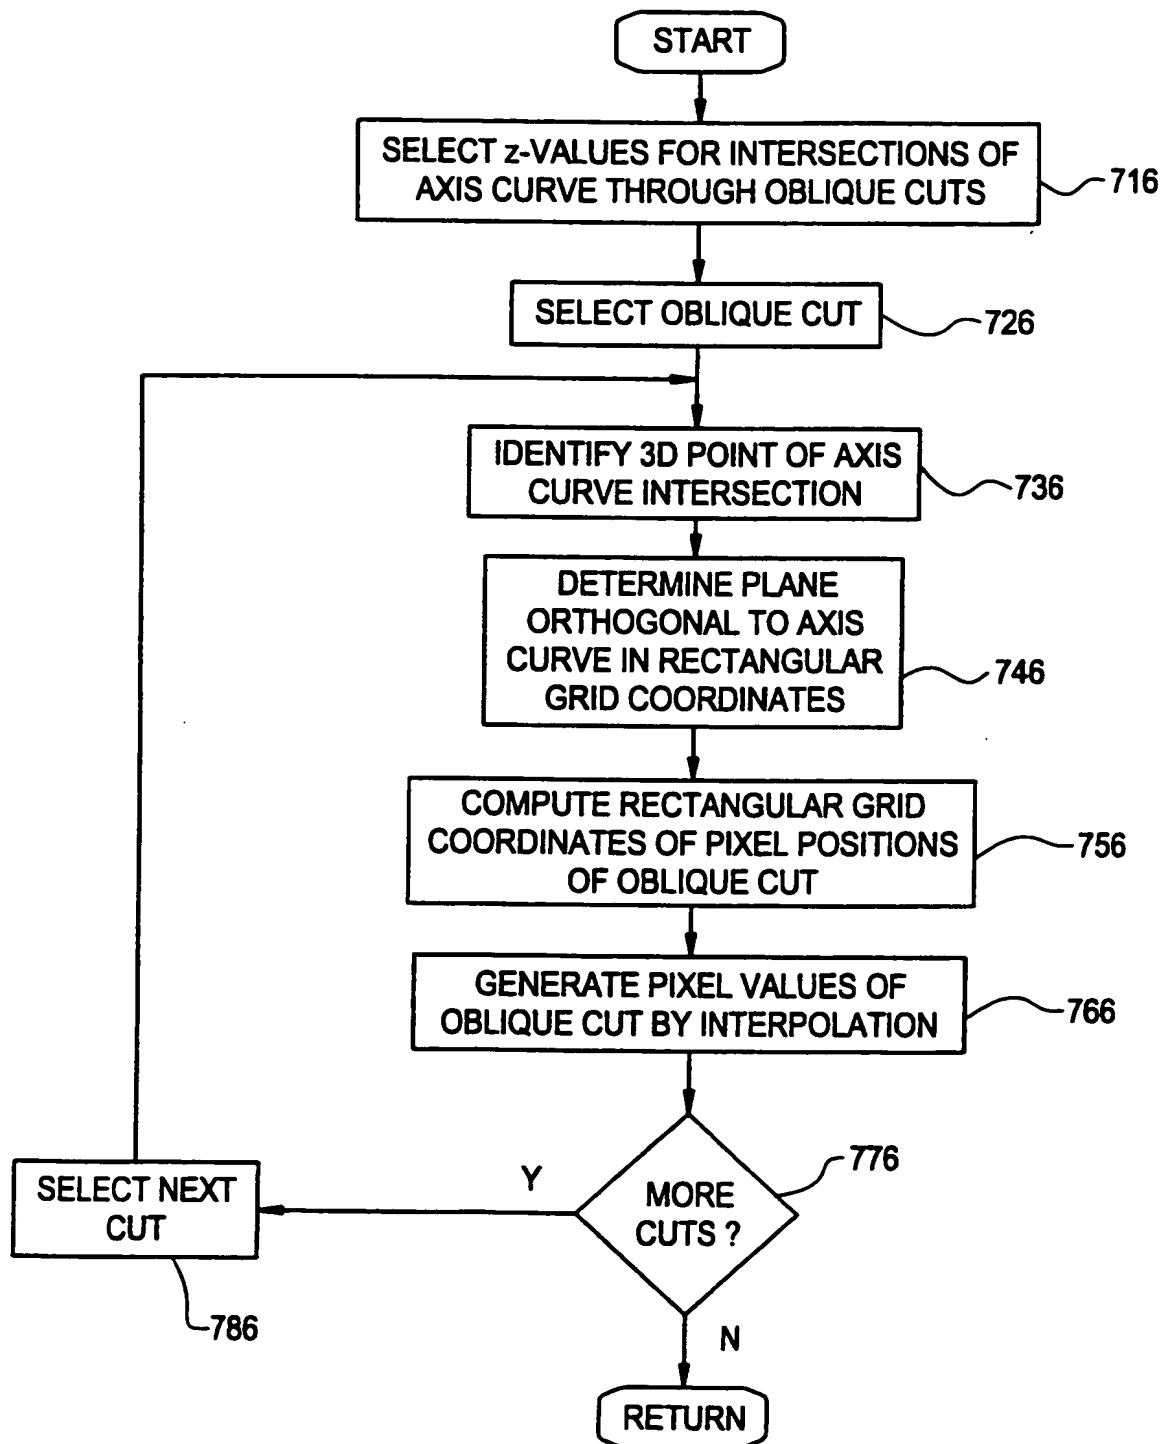 START
SELECT z-VALUES FOR INTERSECTIONS OF
AXIS CURVE THROUGH OBLIQUE CUTS
716
SELECT OBLIQUE CUT
726
IDENTIFY 3D POINT OF AXIS
CURVE INTERSECTION
736
DETERMINE PLANE
ORTHOGONAL TO AXIS
CURVE IN RECTANGULAR
GRID COORDINATES
746
COMPUTE RECTANGULAR GRID
COORDINATES OF PIXEL POSITIONS
OF OBLIQUE CUT
756
GENERATE PIXEL VALUES OF
OBLIQUE CUT BY INTERPOLATION
766
MORE
CUTS ?
776
Y
SELECT NEXT
CUT
786
N
RETURN